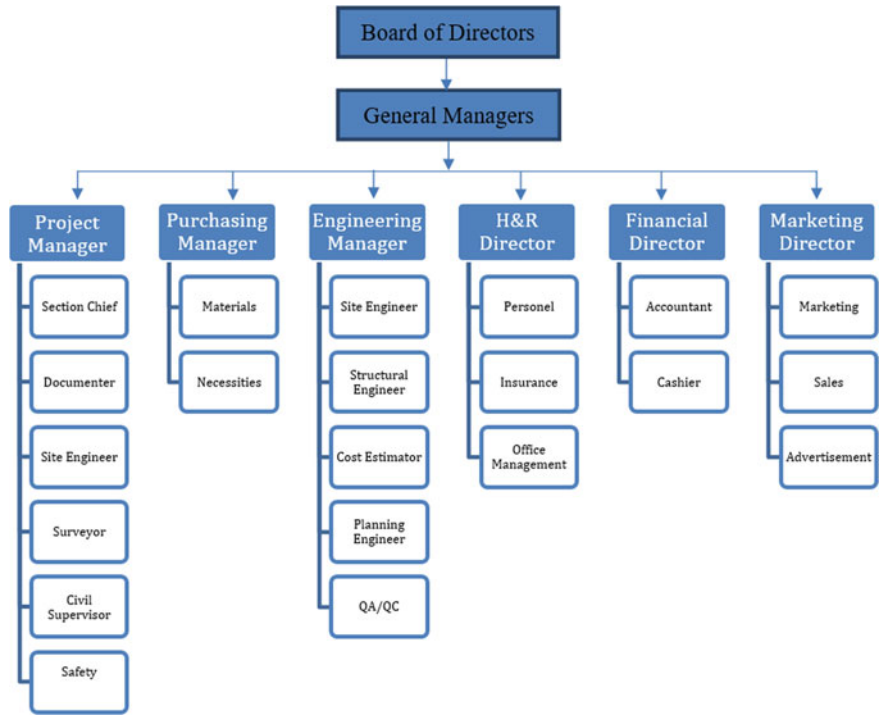 Board of Directors
General Managers
Project
Manager
Section Chief
Documenter
Site Engineer
Surveyor
Civil
Supervisor
Safety
Purchasing
Manager
Materials
Necessities
Engineering
Manager
Site Engineer
Structural
Engineer
Cost Estimator
Planning
Engineer
QA/QC
H&R
Director
Personel
Insurance
Office
Management
Financial
Director
Accountant
Cashier
Marketing
Director
Marketing
Sales
Advertisement